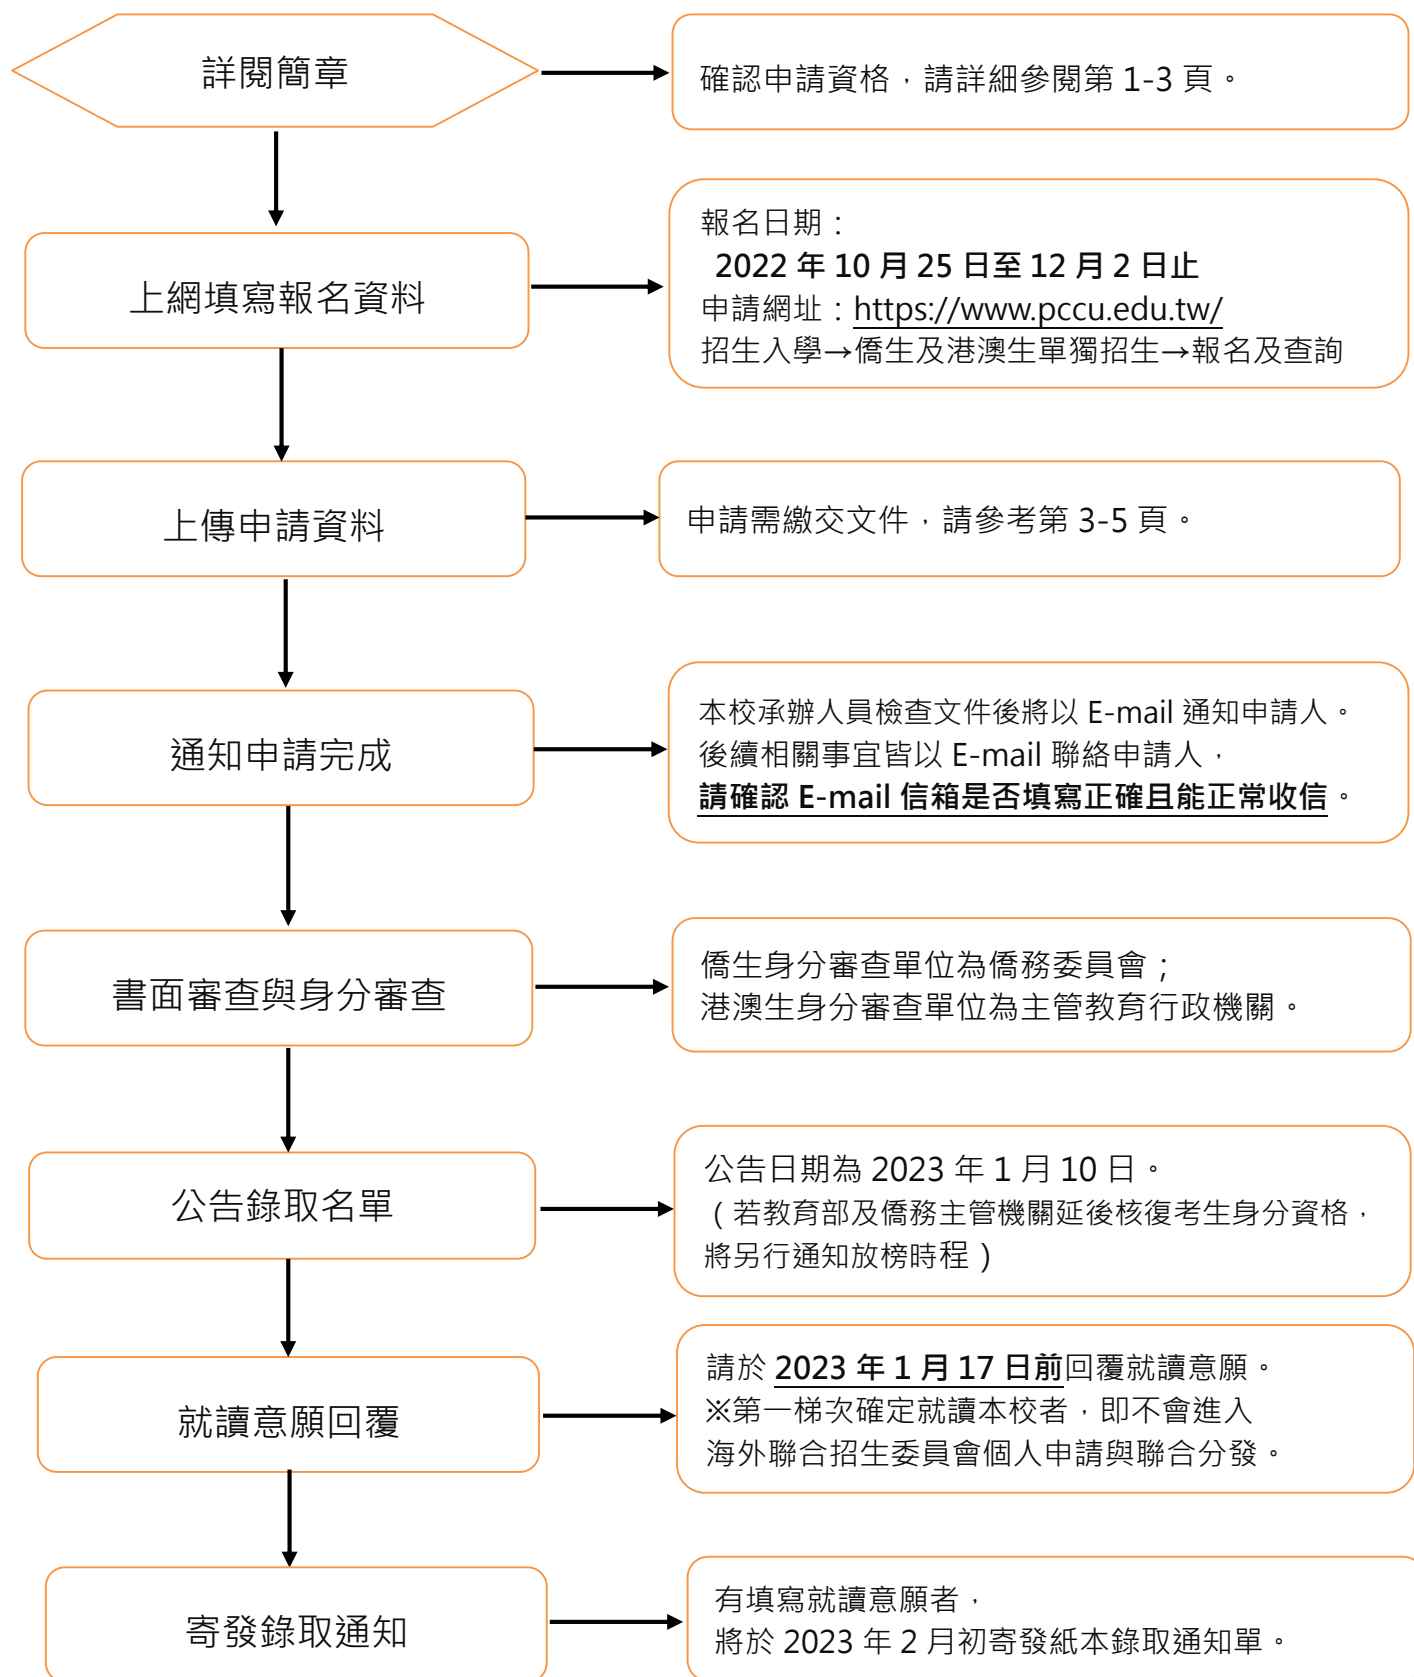 詳閱簡章
確認申請資格，請詳細參閱第 1-3 頁。
上網填寫報名資料
報名日期：
2022 年 10 月 25 日至 12 月 2 日止
申請網址：https://www.pccu.edu.tw/
招生入學→僑生及港澳生單獨招生→報名及查詢
上傳申請資料
申請需繳交文件，請參考第 3-5 頁。
通知申請完成
本校承辦人員檢查文件後將以 E-mail 通知申請人。
後續相關事宜皆以 E-mail 聯絡申請人，
請確認 E-mail 信箱是否填寫正確且能正常收信。
書面審查與身分審查
僑生身分審查單位為僑務委員會；
港澳生身分審查單位為主管教育行政機關。
公告錄取名單
公告日期為 2023 年 1 月 10 日。
（若教育部及僑務主管機關延後核復考生身分資格，
將另行通知放榜時程）
就讀意願回覆
請於 2023 年 1 月 17 日前回覆就讀意願。
※第一梯次確定就讀本校者，即不會進入
海外聯合招生委員會個人申請與聯合分發。
寄發錄取通知
有填寫就讀意願者，
將於 2023 年 2 月初寄發紙本錄取通知單。